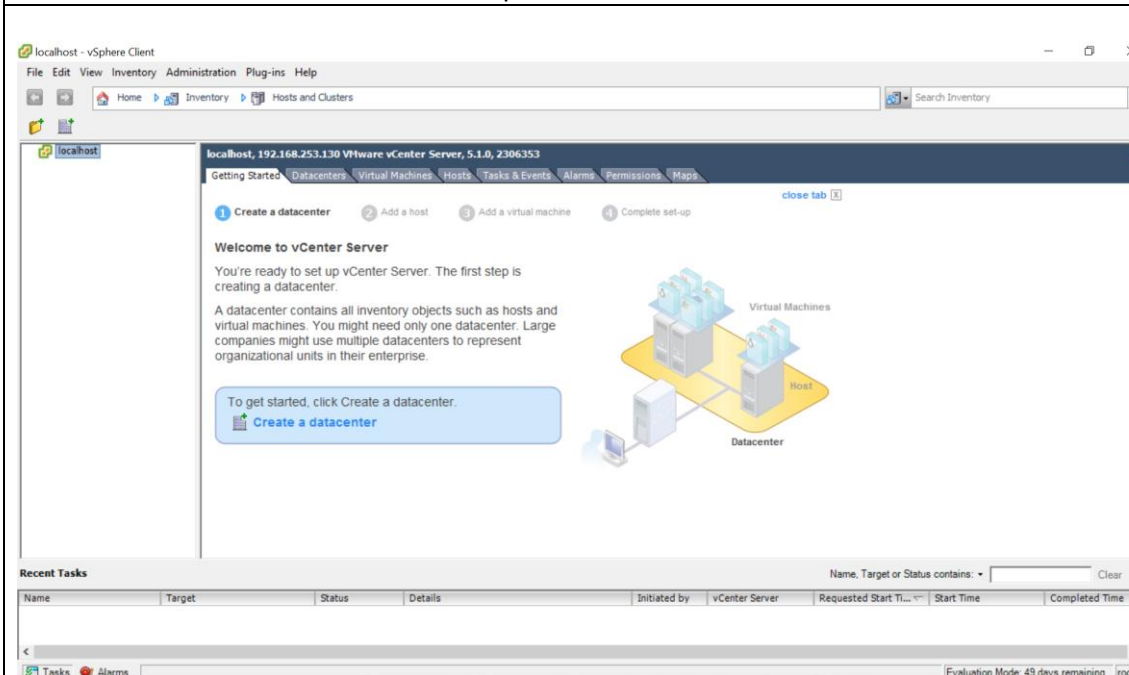 localhost - vSphere Client
File Edit View Inventory Administration Plug-ins Help
Home Inventory Hosts and Clusters
Search Inventory
localhost
localhost, 192.168.253.130 VMware vCenter Server, 5.1.0, 2306353
Getting Started Datacenters Virtual Machines Hosts Tasks & Events Alarms Permissions Maps
close tab
1 Create a datacenter 2 Add a host 3 Add a virtual machine 4 Complete set-up
Welcome to vCenter Server
You're ready to set up vCenter Server. The first step is
creating a datacenter.
A datacenter contains all inventory objects such as hosts and
virtual machines. You might need only one datacenter. Large
companies might use multiple datacenters to represent
organizational units in their enterprise.
To get started, click Create a datacenter.
Create a datacenter
Virtual Machines
Host
Datacenter
Recent Tasks
Name, Target or Status contains:
Clear
Name Target Status Details Initiated by vCenter Server Requested Start Ti... Start Time Completed Time
Tasks Alarms
Evaluation Mode: 49 days remaining